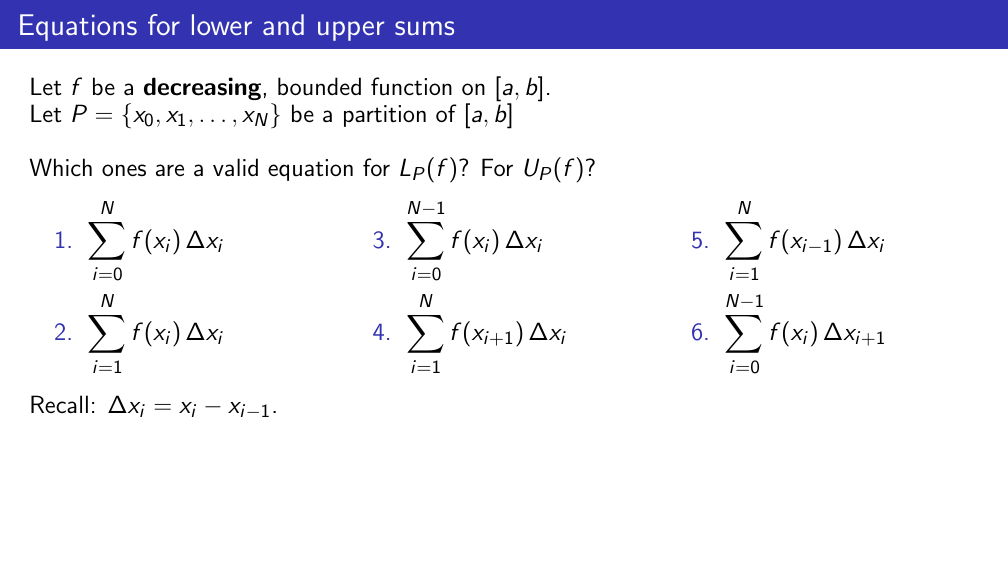 Equations for lower and upper sums
Let f be a decreasing, bounded function on [a, b].
Let P = {x₀, x₁, . . . , x_N} be a partition of [a, b]
Which ones are a valid equation for L_P(f)? For U_P(f)?
1. ∑_{i=0}^{N} f(x_i) Δx_i
2. ∑_{i=1}^{N} f(x_i) Δx_i
3. ∑_{i=0}^{N−1} f(x_i) Δx_i
4. ∑_{i=1}^{N} f(x_{i+1}) Δx_i
5. ∑_{i=1}^{N} f(x_{i−1}) Δx_i
6. ∑_{i=0}^{N−1} f(x_i) Δx_{i+1}
Recall: Δx_i = x_i − x_{i−1}.